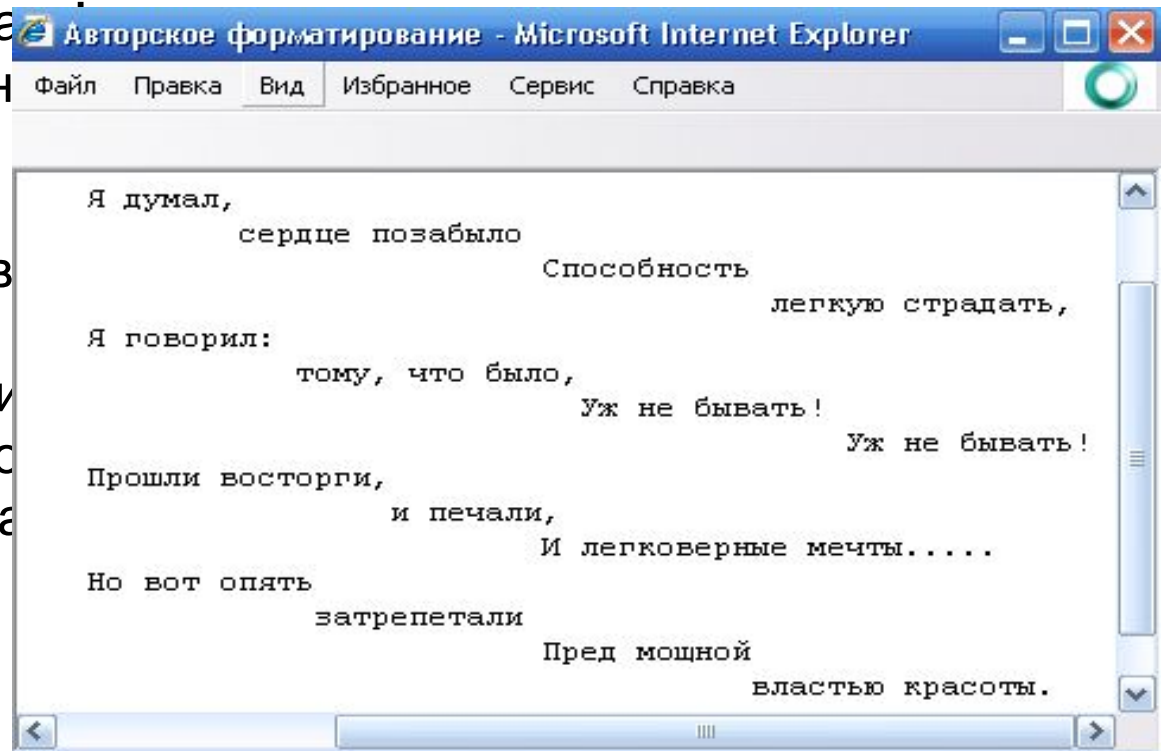 Авторское форматирование - Microsoft Internet Explorer
Файл Правка Вид Избранное Сервис Справка
Я думал,
сердце позабыло
Способность
легкую страдать,
Я говорил:
тому, что было,
Уж не бывать!
Уж не бывать!
Прошли восторги,
и печали,
И легковерные мечты.....
Но вот опять
затрепетали
Пред мощной
властью красоты.